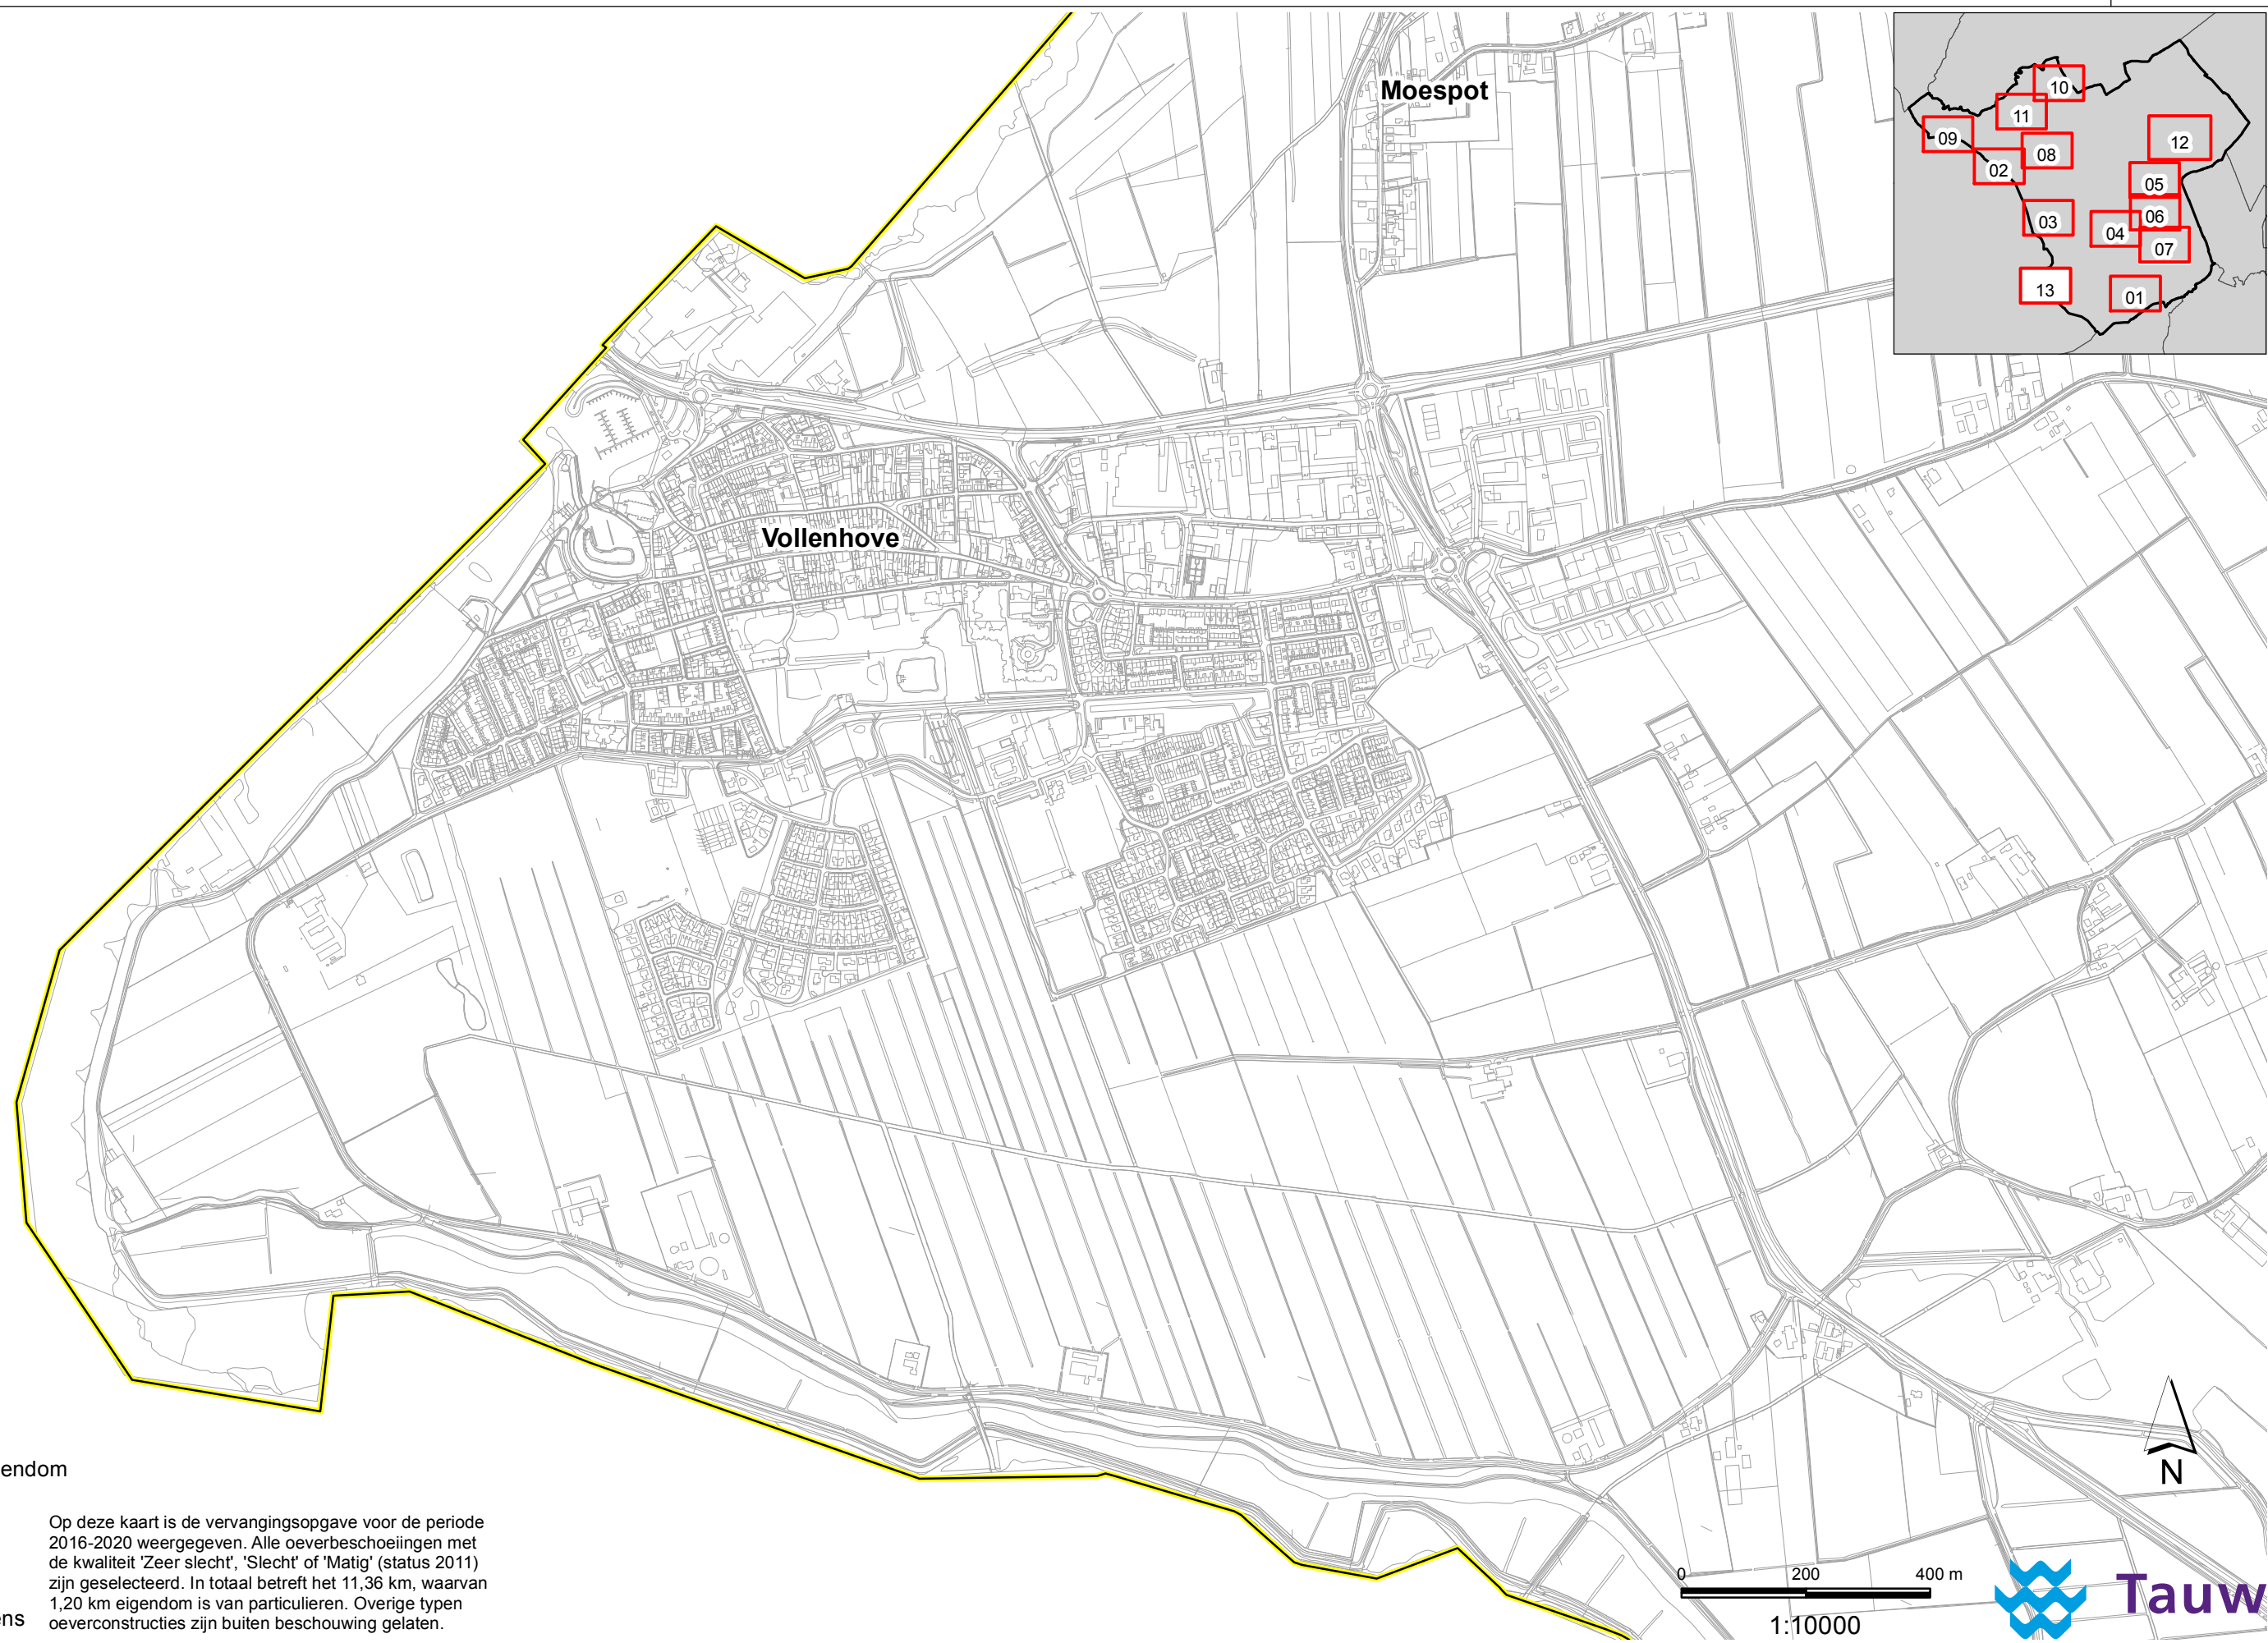 Moespot
10
11
09
12
08
02
05
03
06
04
07
13
01
Vollenhove
endom
Op deze kaart is de vervangingsopgave voor de periode
2016-2020 weergegeven. Alle oeverbeschoeiingen met
de kwaliteit 'Zeer slecht', 'Slecht' of 'Matig' (status 2011)
zijn geselecteerd. In totaal betreft het 11,36 km, waarvan
1,20 km eigendom is van particulieren. Overige typen
oeverconstructies zijn buiten beschouwing gelaten.
ens
N
0 200 400 m
1:10000
Tauw